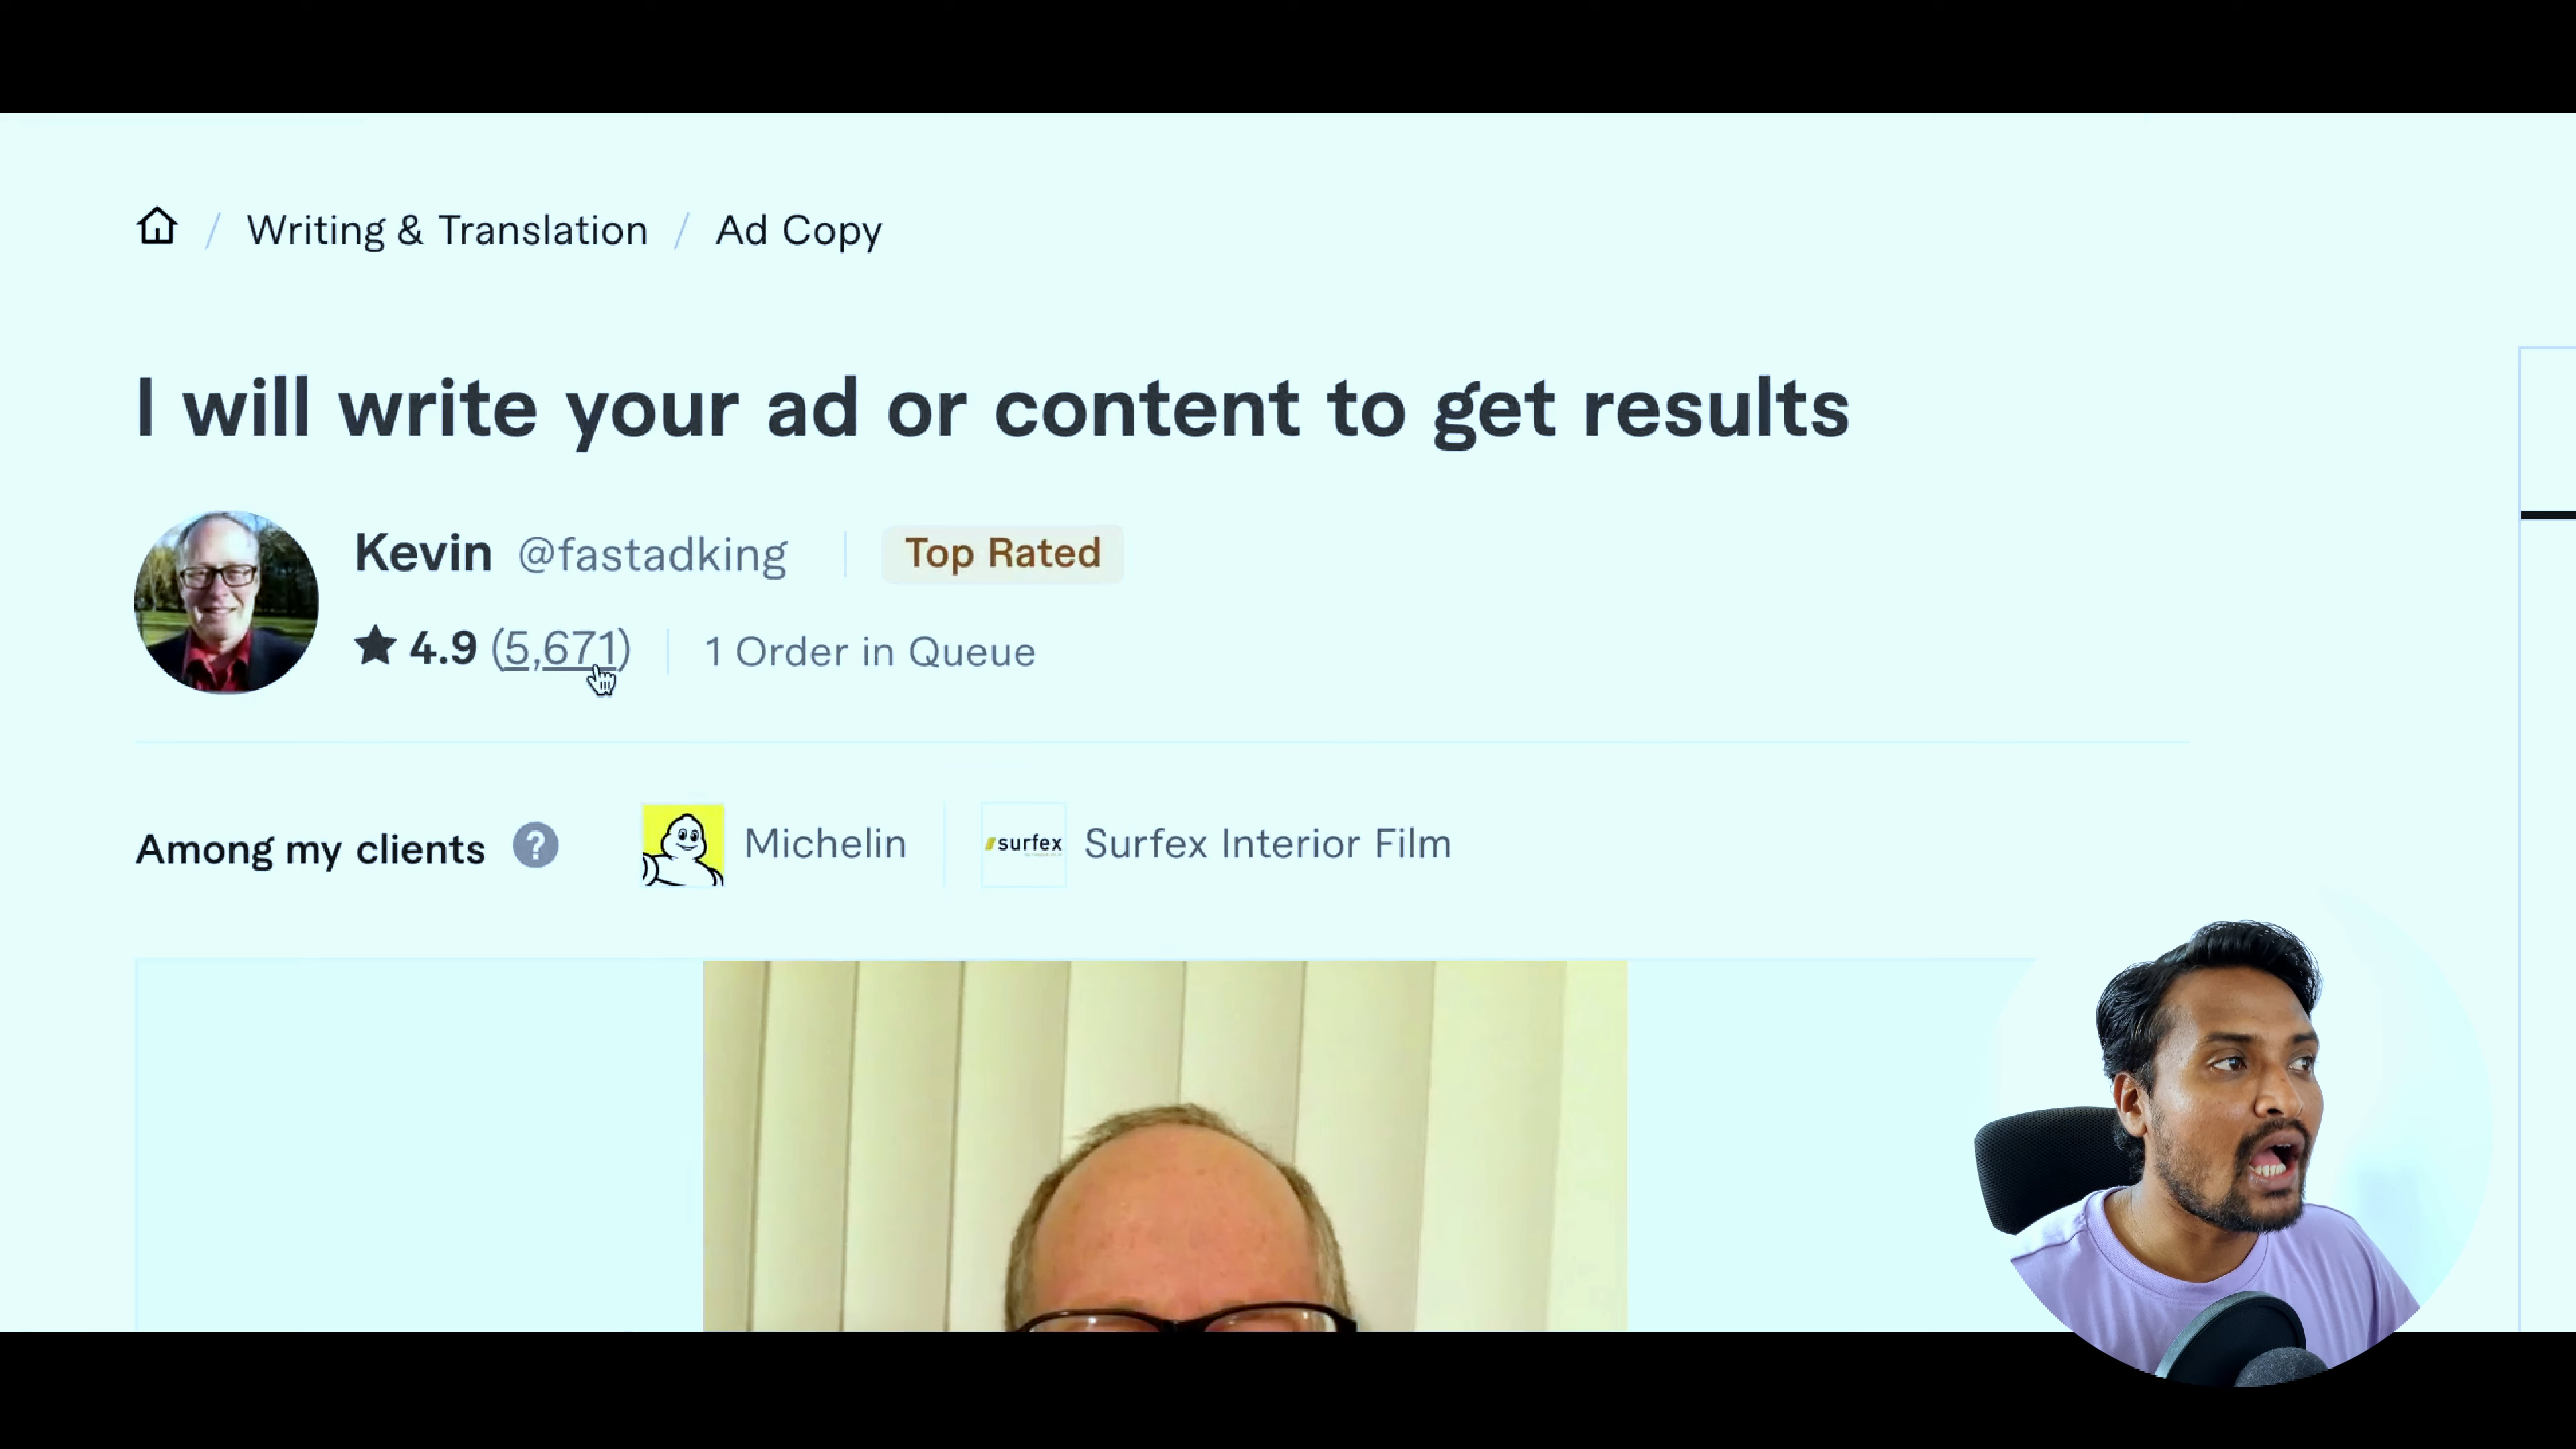 / Writing & Translation / Ad Copy
I will write your ad or content to get results
Kevin @fastadking | Top Rated
4.9 (5,671) | 1 Order in Queue
Among my clients ? Michelin surfex Surfex Interior Film